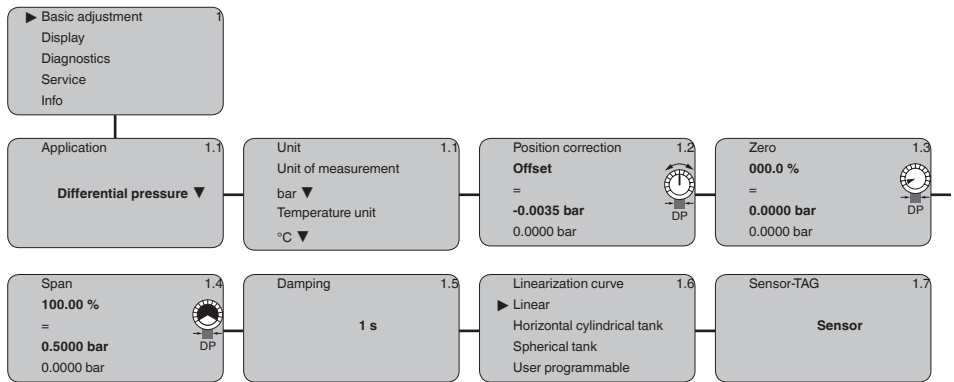 ▶ Basic adjustment 1
Display
Diagnostics
Service
Info
Application 1.1
Differential pressure ▼
Unit 1.1
Unit of measurement
bar ▼
Temperature unit
°C ▼
Position correction 1.2
Offset
=
-0.0035 bar
0.0000 bar
DP
Zero 1.3
000.0 %
=
0.0000 bar
0.0000 bar
DP
Span 1.4
100.00 %
=
0.5000 bar
0.0000 bar
DP
Damping 1.5
1 s
Linearization curve 1.6
▶ Linear
Horizontal cylindrical tank
Spherical tank
User programmable
Sensor-TAG 1.7
Sensor